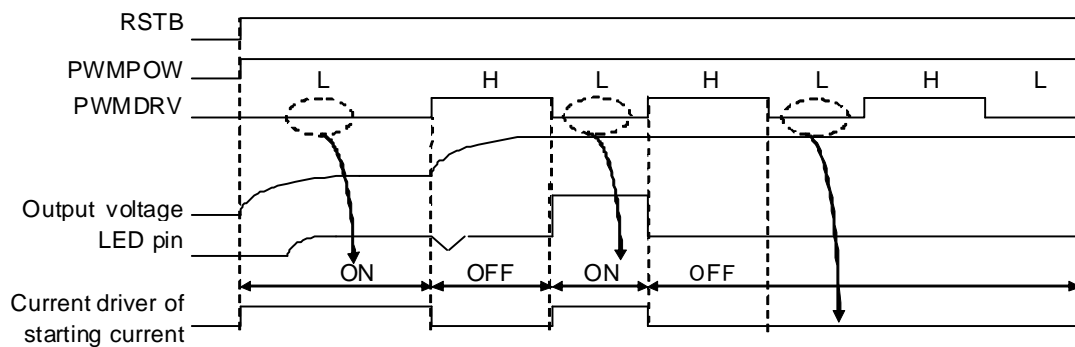 RSTB
PWMPOW
L H L H L H L
PWMDRV
Output voltage
LED pin
ON OFF ON OFF
Current driver of
starting current